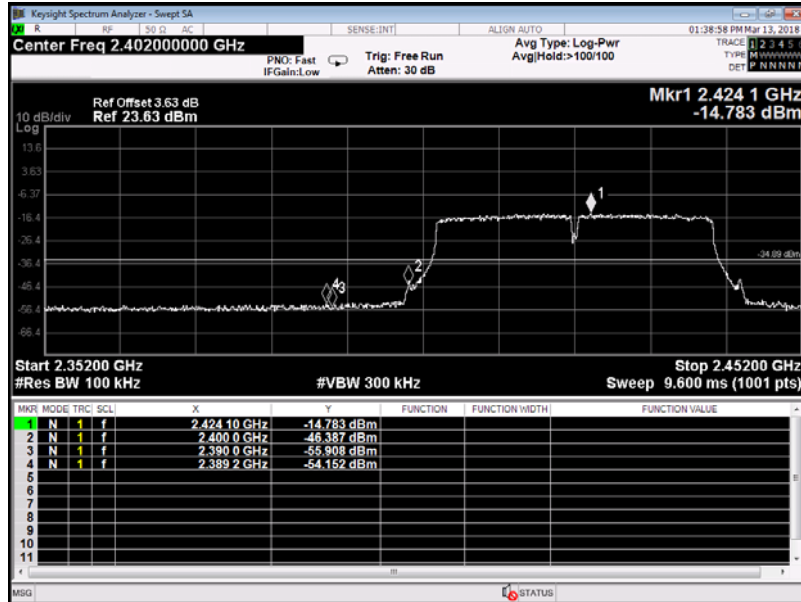 Keysight Spectrum Analyzer - Swept SA
R RF 50 Ω AC SENSE:INT ALIGN AUTO 01:38:58 PM Mar 13, 2018
Center Freq 2.402000000 GHz
PNO: Fast
IFGain:Low
Trig: Free Run
Atten: 30 dB
Avg Type: Log-Pwr
Avg|Hold:>100/100
TRACE 1 2 3 4 5
TYPE M
DET P N N N N
Ref Offset 3.63 dB
10 dB/div Ref 23.63 dBm
Log
Mkr1 2.424 1 GHz
-14.783 dBm
13.6
3.63
-6.37
-16.4
-26.4
-36.4
-46.4
-56.4
-66.4
1
2
4
3
-34.09 dBm
Start 2.35200 GHz Stop 2.45200 GHz
#Res BW 100 kHz #VBW 300 kHz Sweep 9.600 ms (1001 pts)
MKR MODE TRC SCL X Y FUNCTION FUNCTION WIDTH FUNCTION VALUE
1 N 1 f 2.424 10 GHz -14.783 dBm
2 N 1 f 2.400 0 GHz -46.387 dBm
3 N 1 f 2.390 0 GHz -55.908 dBm
4 N 1 f 2.389 2 GHz -54.152 dBm
5
6
7
8
9
10
11
MSG STATUS